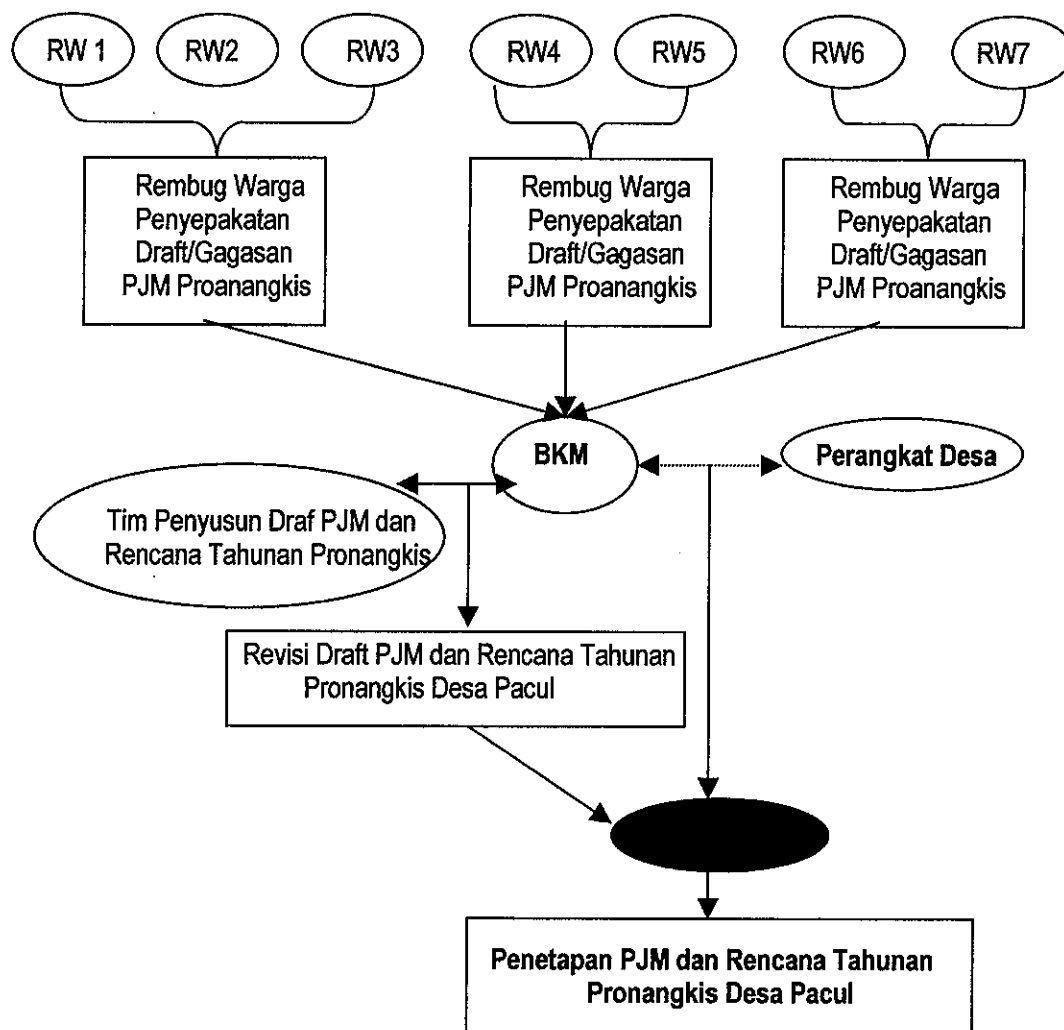 RW 1
RW2
RW3
RW4
RW5
RW6
RW7
Rembug Warga
Penyepakatan
Draft/Gagasan
PJM Proanangkis
Rembug Warga
Penyepakatan
Draft/Gagasan
PJM Proanangkis
Rembug Warga
Penyepakatan
Draft/Gagasan
PJM Proanangkis
BKM
Perangkat Desa
Tim Penyusun Draf PJM dan
Rencana Tahunan Pronangkis
Revisi Draft PJM dan Rencana Tahunan
Pronangkis Desa Pacul
Penetapan PJM dan Rencana Tahunan
Pronangkis Desa Pacul